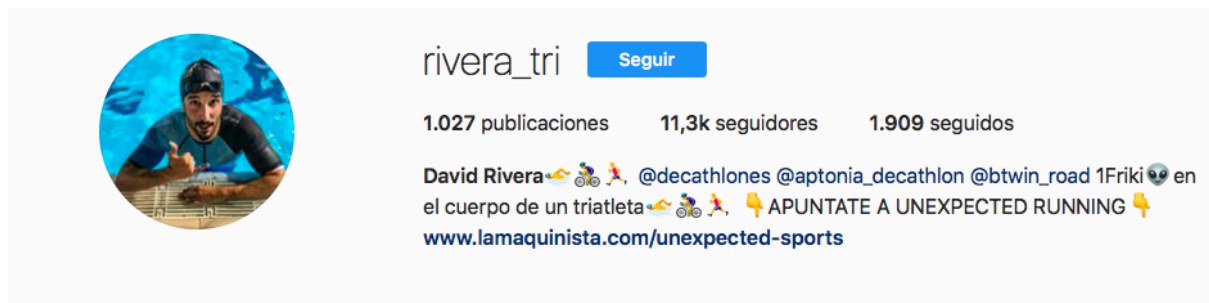 rivera_tri Seguir
1.027 publicaciones 11,3k seguidores 1.909 seguidos
David Rivera🏊🚴🏃 @decathlones @aptonia_decathlon @btwin_road 1Friki👽en
el cuerpo de un triatleta🏊🚴🏃 👇APUNTATE A UNEXPECTED RUNNING👇
www.lamaquinista.com/unexpected-sports